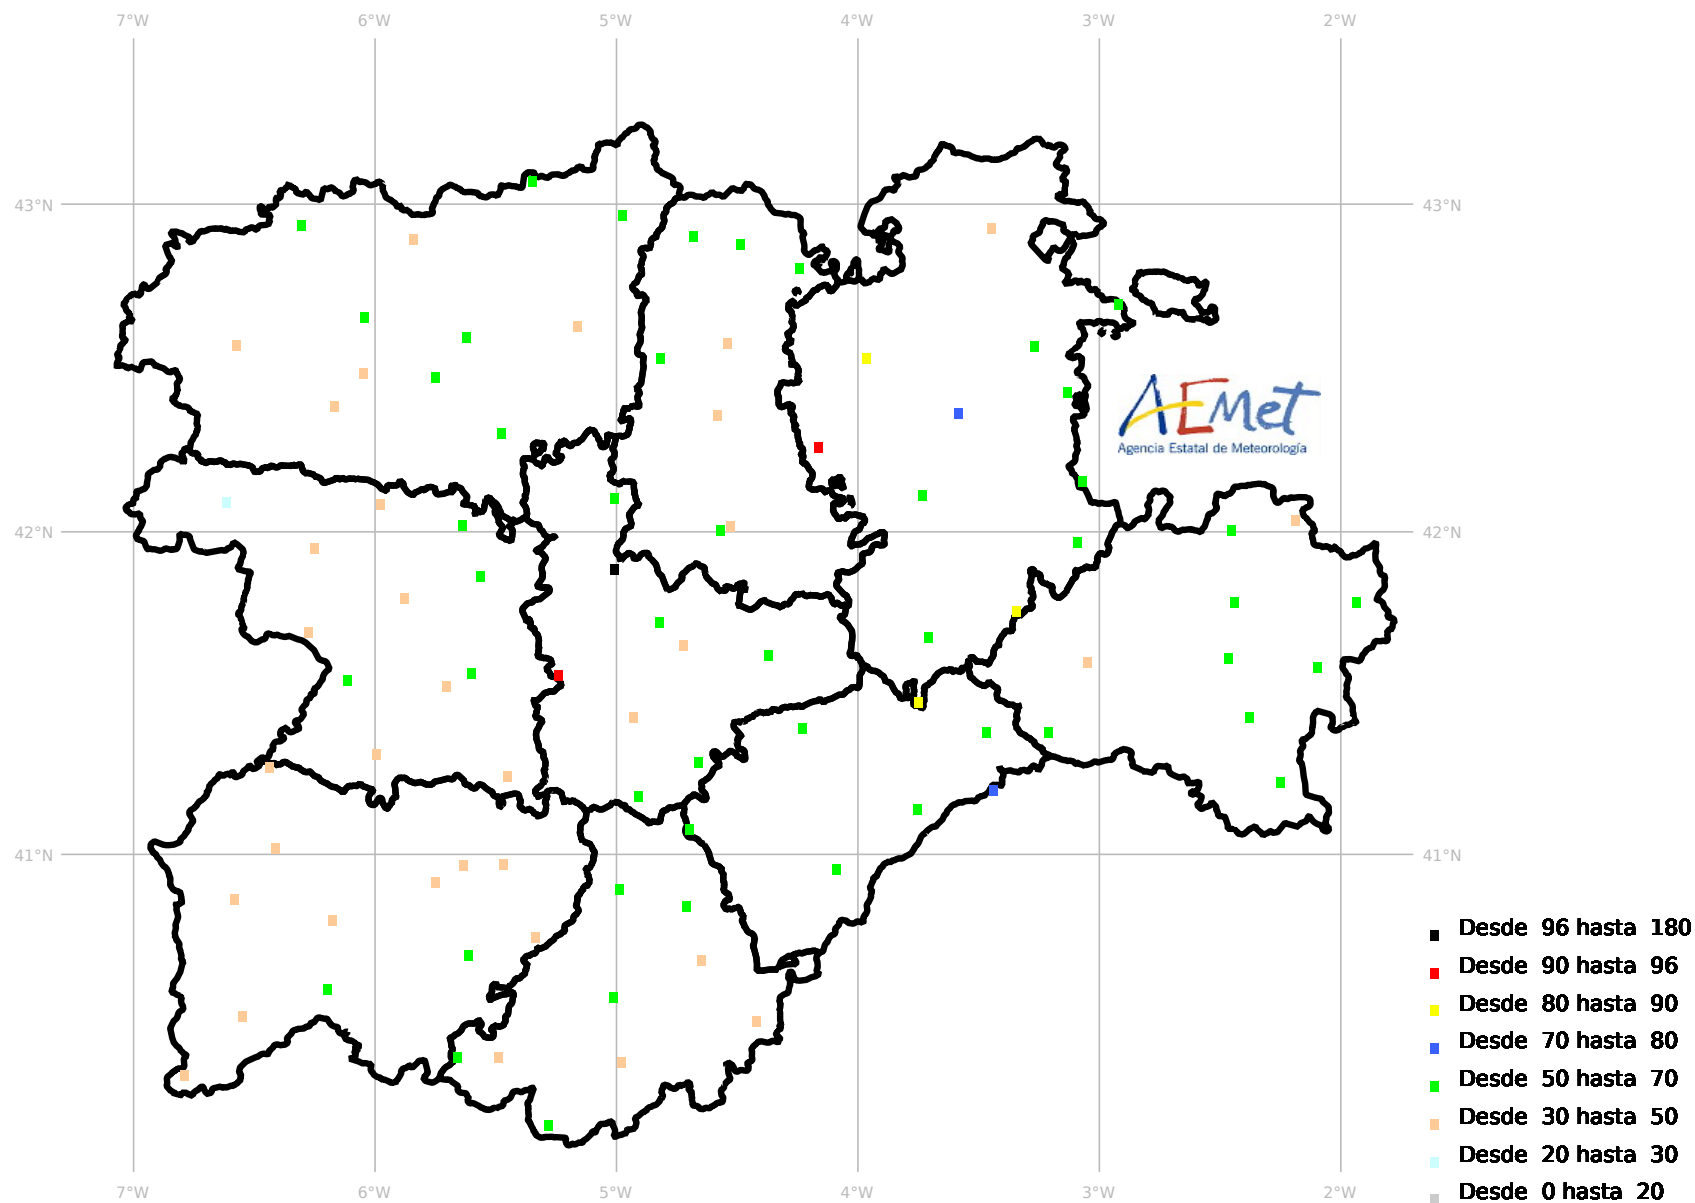 7°W 6°W 5°W 4°W 3°W 2°W
43°N 43°N
AEMet
Agencia Estatal de Meteorología
42°N 42°N
41°N 41°N
Desde 96 hasta 180
Desde 90 hasta 96
Desde 80 hasta 90
Desde 70 hasta 80
Desde 50 hasta 70
Desde 30 hasta 50
Desde 20 hasta 30
Desde 0 hasta 20
7°W 6°W 5°W 4°W 3°W 2°W